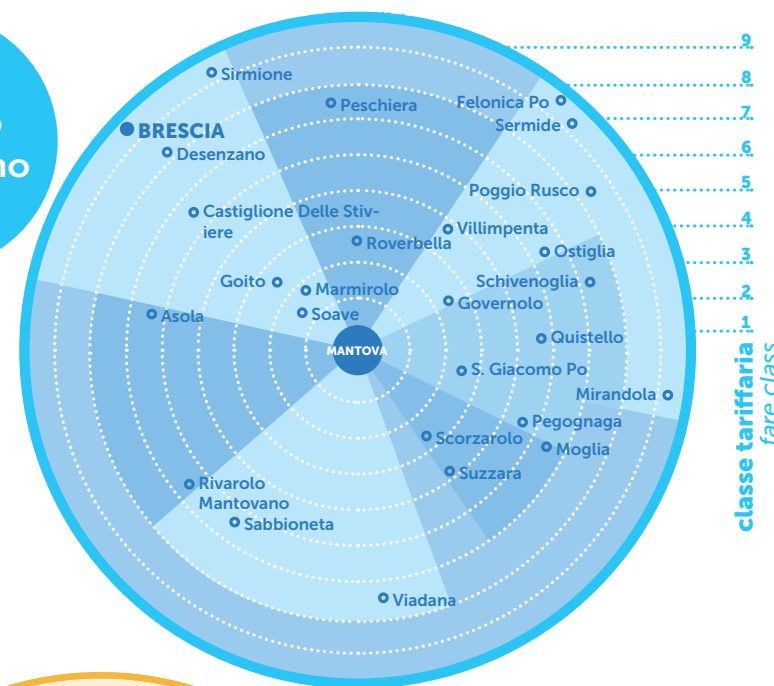 no
9
8
7
6
5
4
3
2
1
classe tariffaria
fare class
Sirmione
Peschiera
Felonica Po
Sermide
BRESCIA
Desenzano
Poggio Rusco
Castiglione Delle Stiv-
iere
Villimpenta
Roverbella
Ostiglia
Goito
Marmirolo
Schivenoglia
Governolo
Asola
Soave
Quistello
MANTOVA
S. Giacomo Po
Mirandola
Pegognaga
Scorzarolo
Moglia
Suzzara
Rivarolo
Mantovano
Sabbioneta
Viadana